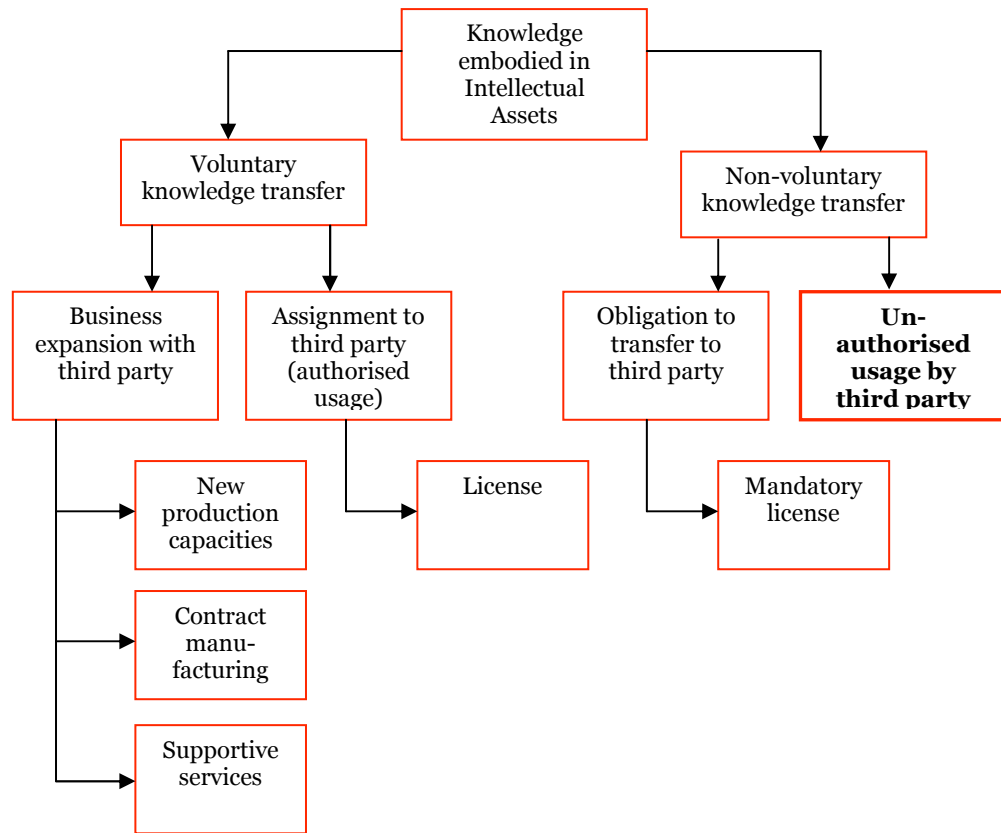 Knowledge
embodied in
Intellectual
Assets
Voluntary
knowledge transfer
Non-voluntary
knowledge transfer
Business
expansion with
third party
Assignment to
third party
(authorised
usage)
Obligation to
transfer to
third party
Un-
authorised
usage by
third party
New
production
capacities
License
Mandatory
license
Contract
manu-
facturing
Supportive
services